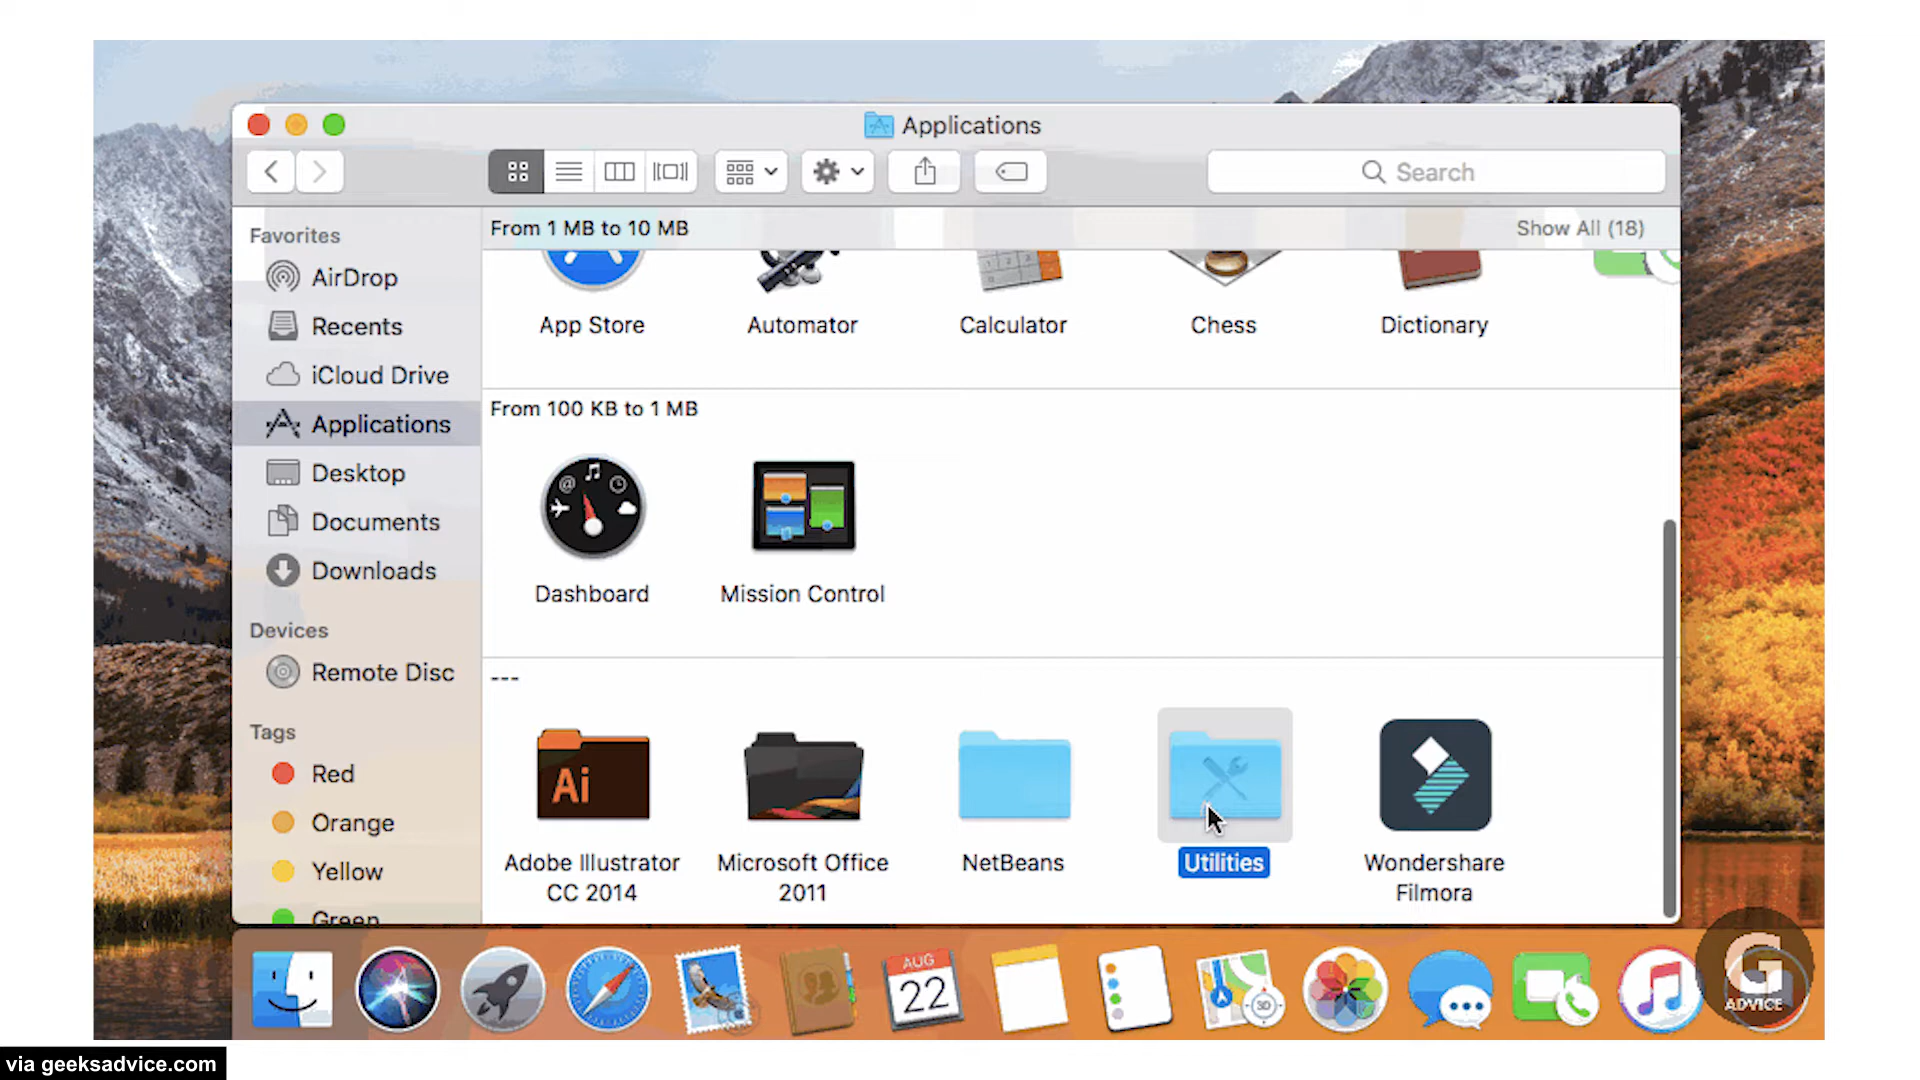 Applications
Search
Favorites
AirDrop
Recents
iCloud Drive
Applications
Desktop
Documents
Downloads
Devices
Remote Disc
Tags
Red
Orange
Yellow
Green
From 1 MB to 10 MB
Show All (18)
App Store
Automator
Calculator
Chess
Dictionary
From 100 KB to 1 MB
Dashboard
Mission Control
---
Ai
Adobe Illustrator
CC 2014
Microsoft Office
2011
NetBeans
Utilities
Wondershare
Filmora
AUG
22
3D
G
ADVICE
via geeksadvice.com